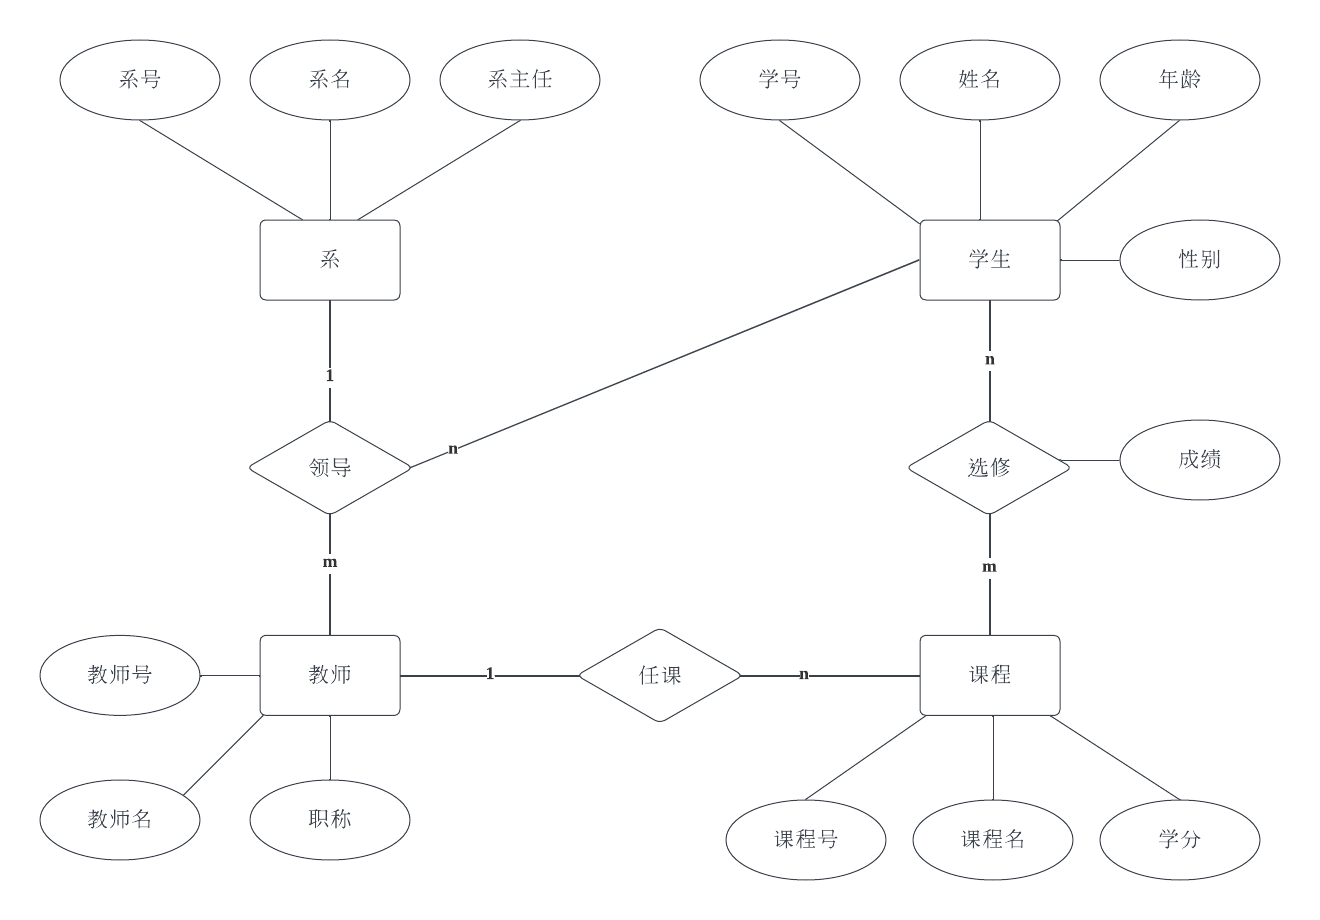 系号
系名
系主任
学号
姓名
年龄
系
学生
性别
1
n
n
领导
选修
成绩
m
m
教师号
教师
1
任课
n
课程
教师名
职称
课程号
课程名
学分